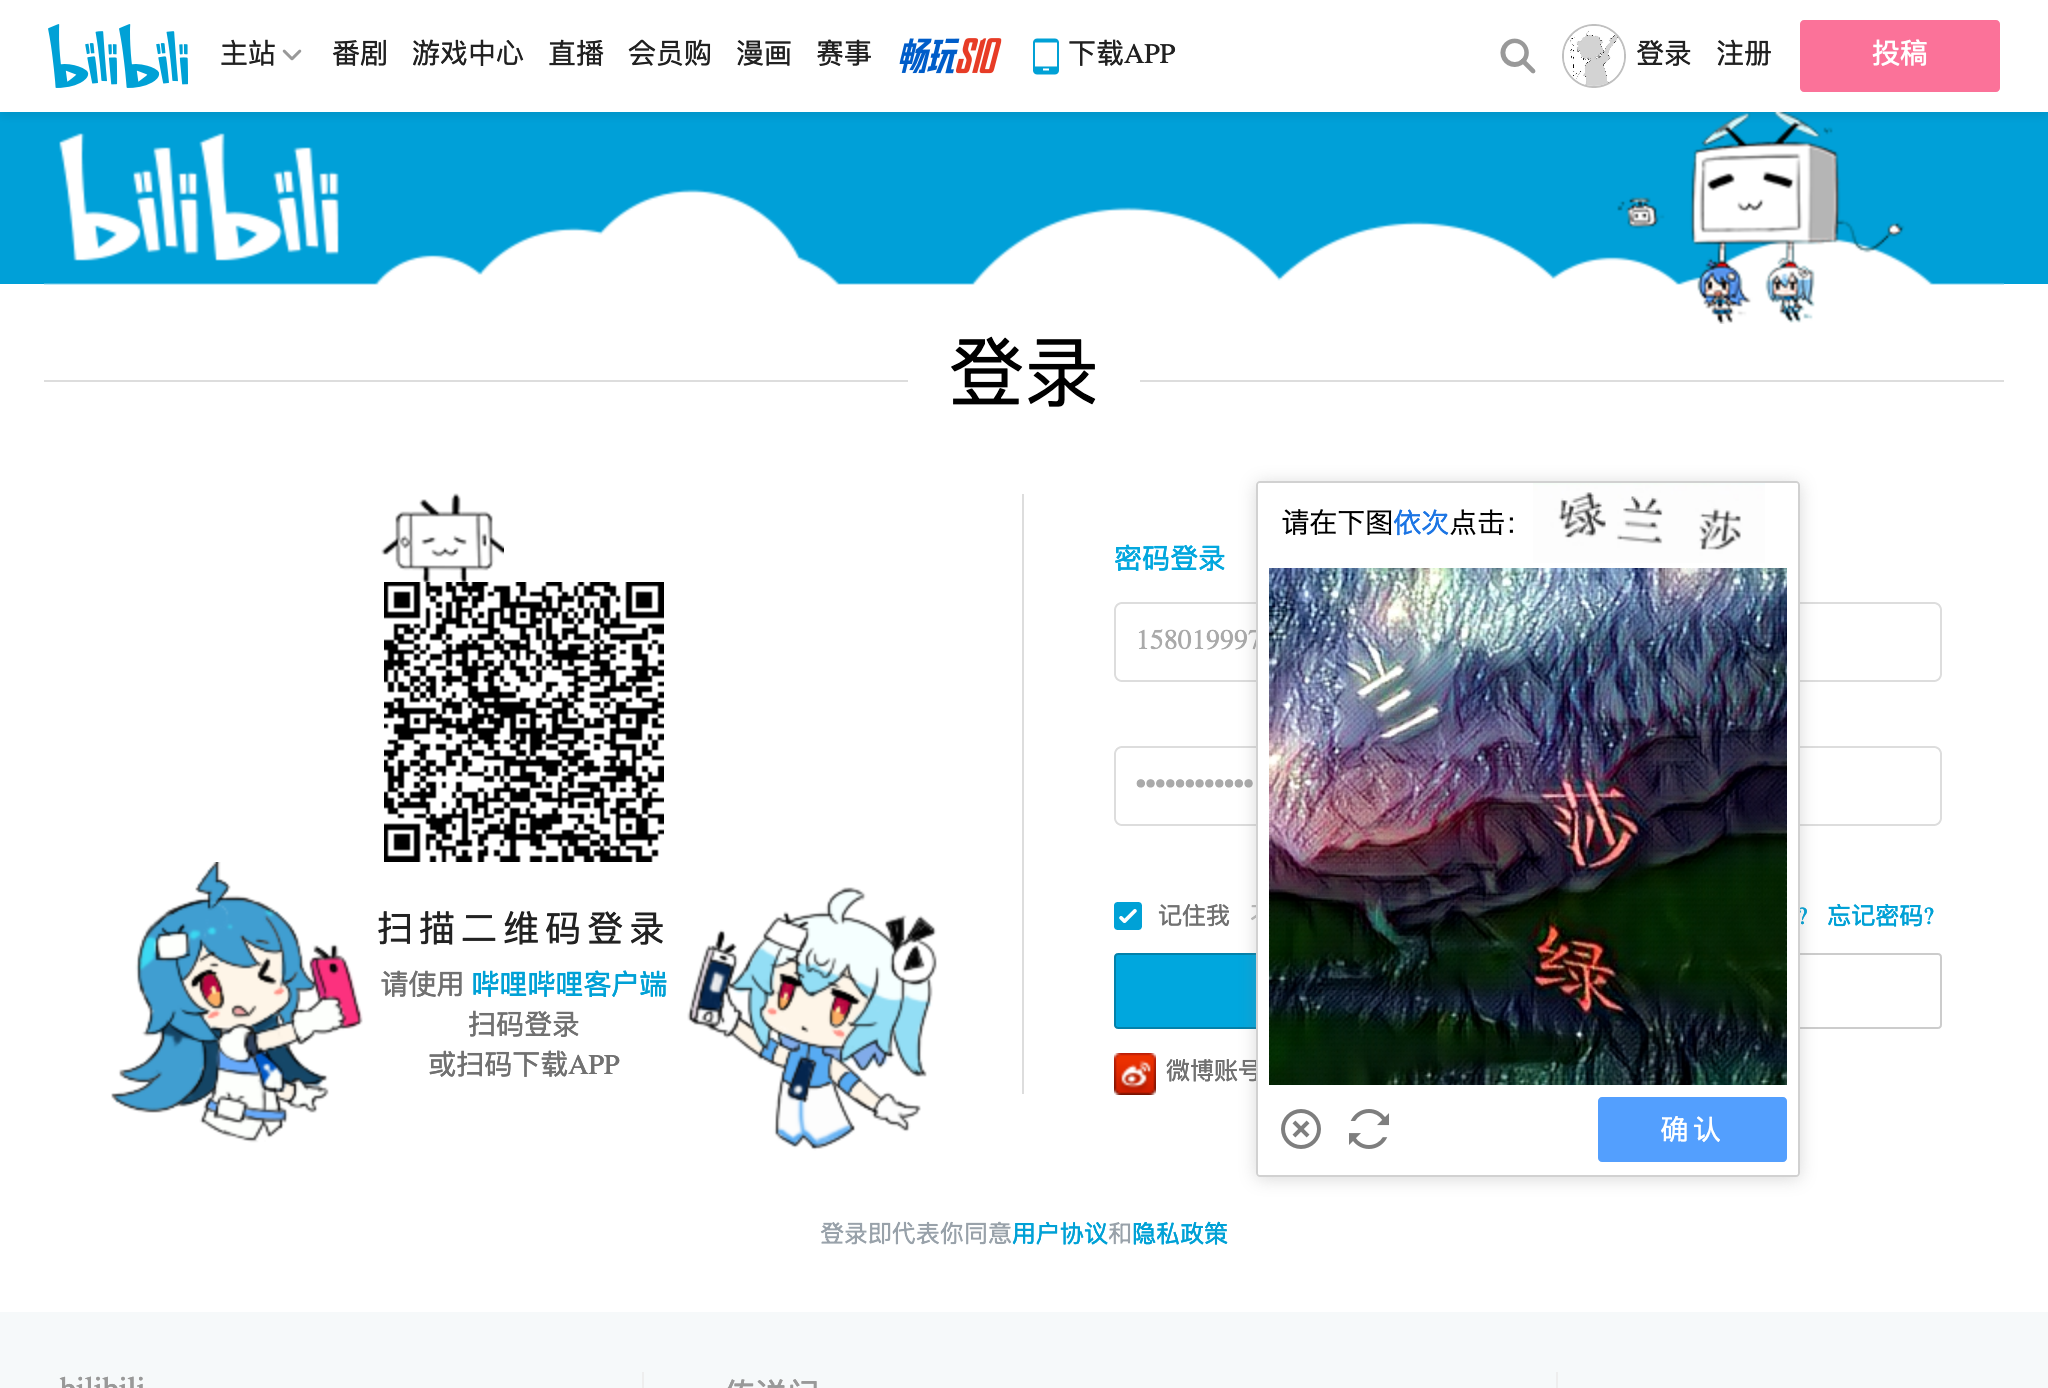 bilibili 主站 番剧 游戏中心 直播 会员购 漫画 赛事 畅玩S10 下载APP 登录 注册 投稿
bilibili
登录
扫描二维码登录
请使用 哔哩哔哩客户端
扫码登录
或扫码下载APP
密码登录
158019997
记住我
? 忘记密码?
微博账号
请在下图依次点击: 绿 兰 莎
兰
莎
绿
确认
登录即代表你同意用户协议和隐私政策
bilibili 传送门